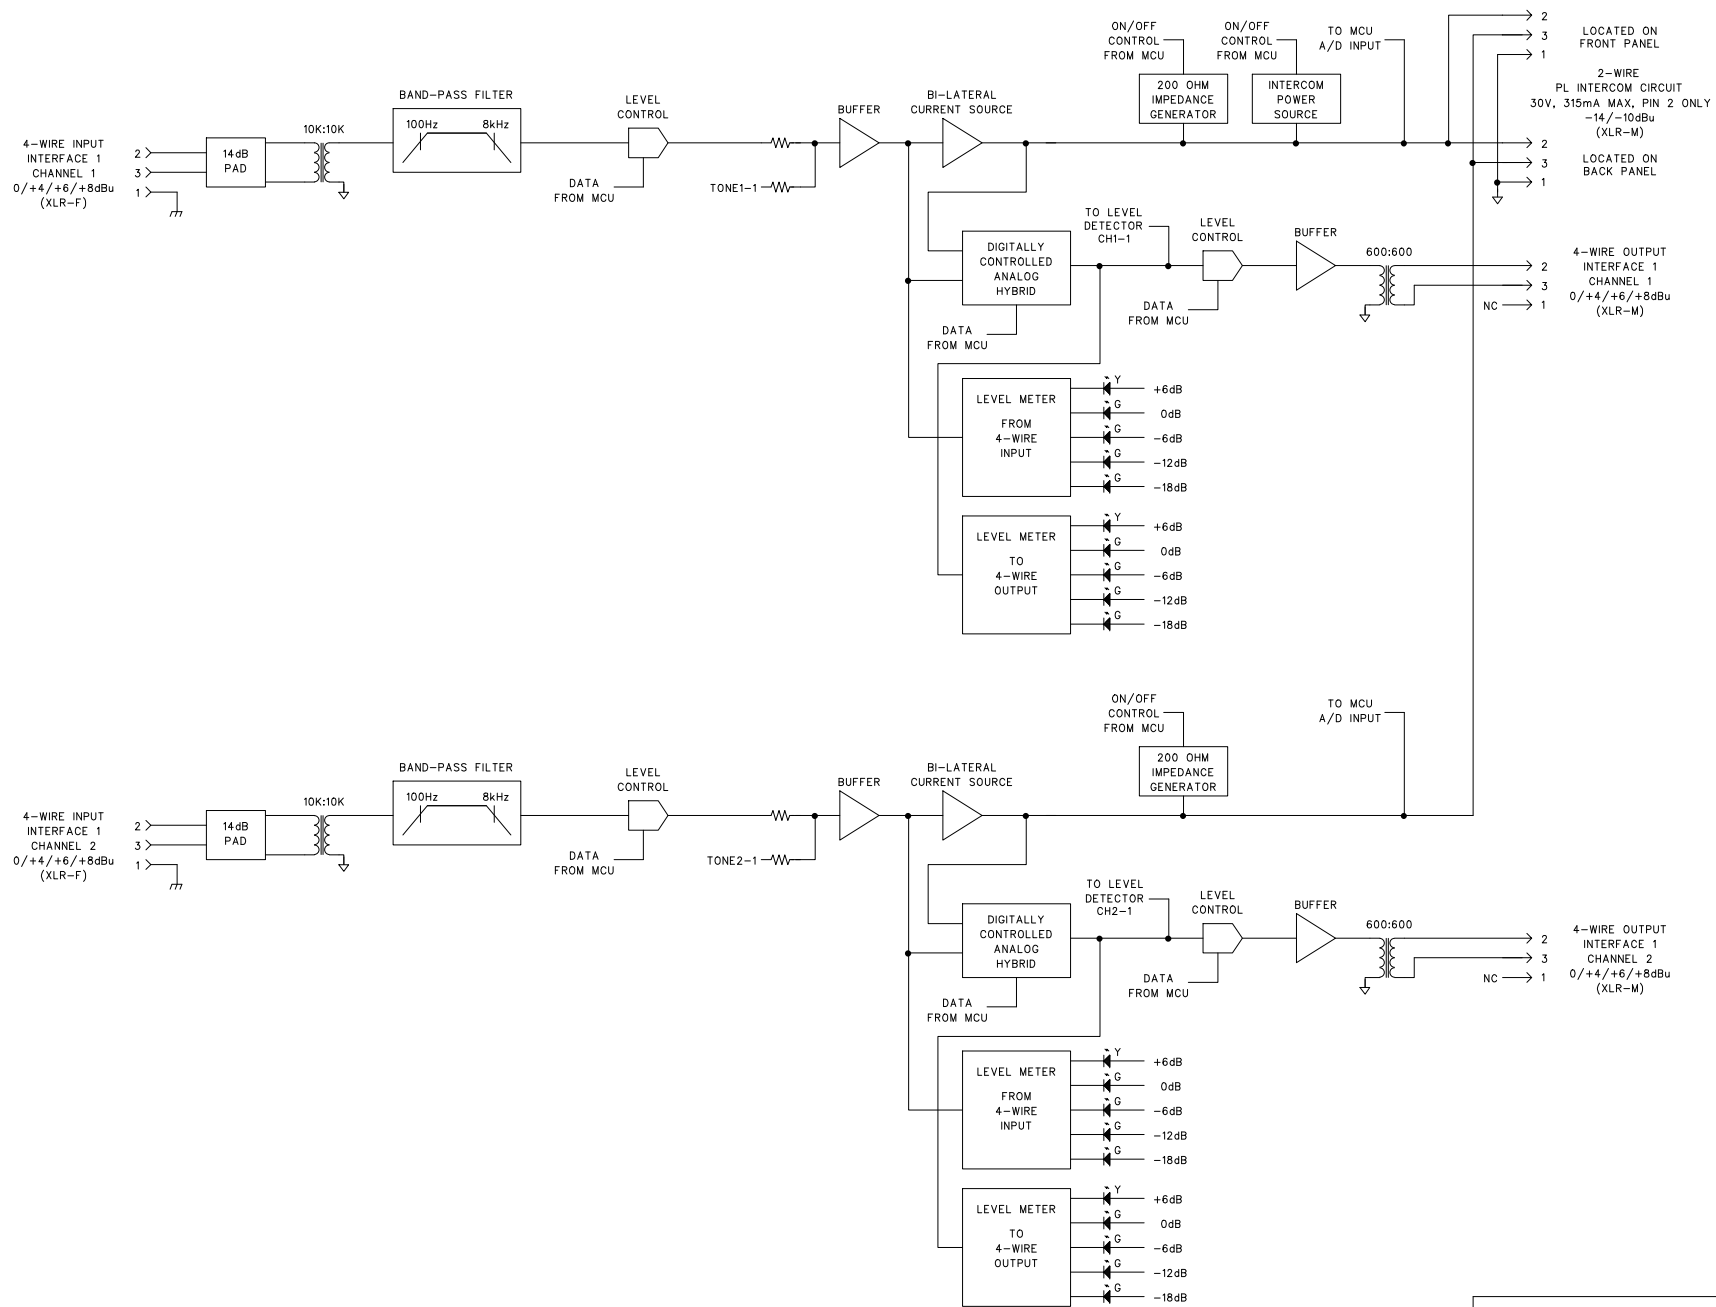 ON/OFF
CONTROL
FROM MCU
ON/OFF
CONTROL
FROM MCU
TO MCU
A/D INPUT
2
3
1
LOCATED ON
FRONT PANEL
2-WIRE
PL INTERCOM CIRCUIT
30V, 315mA MAX, PIN 2 ONLY
-14/-10dBu
(XLR-M)
2
3
1
LOCATED ON
BACK PANEL
200 OHM
IMPEDANCE
GENERATOR
INTERCOM
POWER
SOURCE
4-WIRE INPUT
INTERFACE 1
CHANNEL 1
0/+4/+6/+8dBu
(XLR-F)
2
3
1
14dB
PAD
10K:10K
BAND-PASS FILTER
100Hz
8kHz
LEVEL
CONTROL
DATA
FROM MCU
TONE1-1
BUFFER
BI-LATERAL
CURRENT SOURCE
DIGITALLY
CONTROLLED
ANALOG
HYBRID
DATA
FROM MCU
TO LEVEL
DETECTOR
CH1-1
LEVEL
CONTROL
DATA
FROM MCU
BUFFER
600:600
2
3
NC
1
4-WIRE OUTPUT
INTERFACE 1
CHANNEL 1
0/+4/+6/+8dBu
(XLR-M)
LEVEL METER
FROM
4-WIRE
INPUT
Y +6dB
G 0dB
G -6dB
G -12dB
G -18dB
LEVEL METER
TO
4-WIRE
OUTPUT
Y +6dB
G 0dB
G -6dB
G -12dB
G -18dB
ON/OFF
CONTROL
FROM MCU
TO MCU
A/D INPUT
200 OHM
IMPEDANCE
GENERATOR
4-WIRE INPUT
INTERFACE 1
CHANNEL 2
0/+4/+6/+8dBu
(XLR-F)
2
3
1
14dB
PAD
10K:10K
BAND-PASS FILTER
100Hz
8kHz
LEVEL
CONTROL
DATA
FROM MCU
TONE2-1
BUFFER
BI-LATERAL
CURRENT SOURCE
DIGITALLY
CONTROLLED
ANALOG
HYBRID
DATA
FROM MCU
TO LEVEL
DETECTOR
CH2-1
LEVEL
CONTROL
DATA
FROM MCU
BUFFER
600:600
2
3
NC
1
4-WIRE OUTPUT
INTERFACE 1
CHANNEL 2
0/+4/+6/+8dBu
(XLR-M)
LEVEL METER
FROM
4-WIRE
INPUT
Y +6dB
G 0dB
G -6dB
G -12dB
G -18dB
LEVEL METER
TO
4-WIRE
OUTPUT
Y +6dB
G 0dB
G -6dB
G -12dB
G -18dB